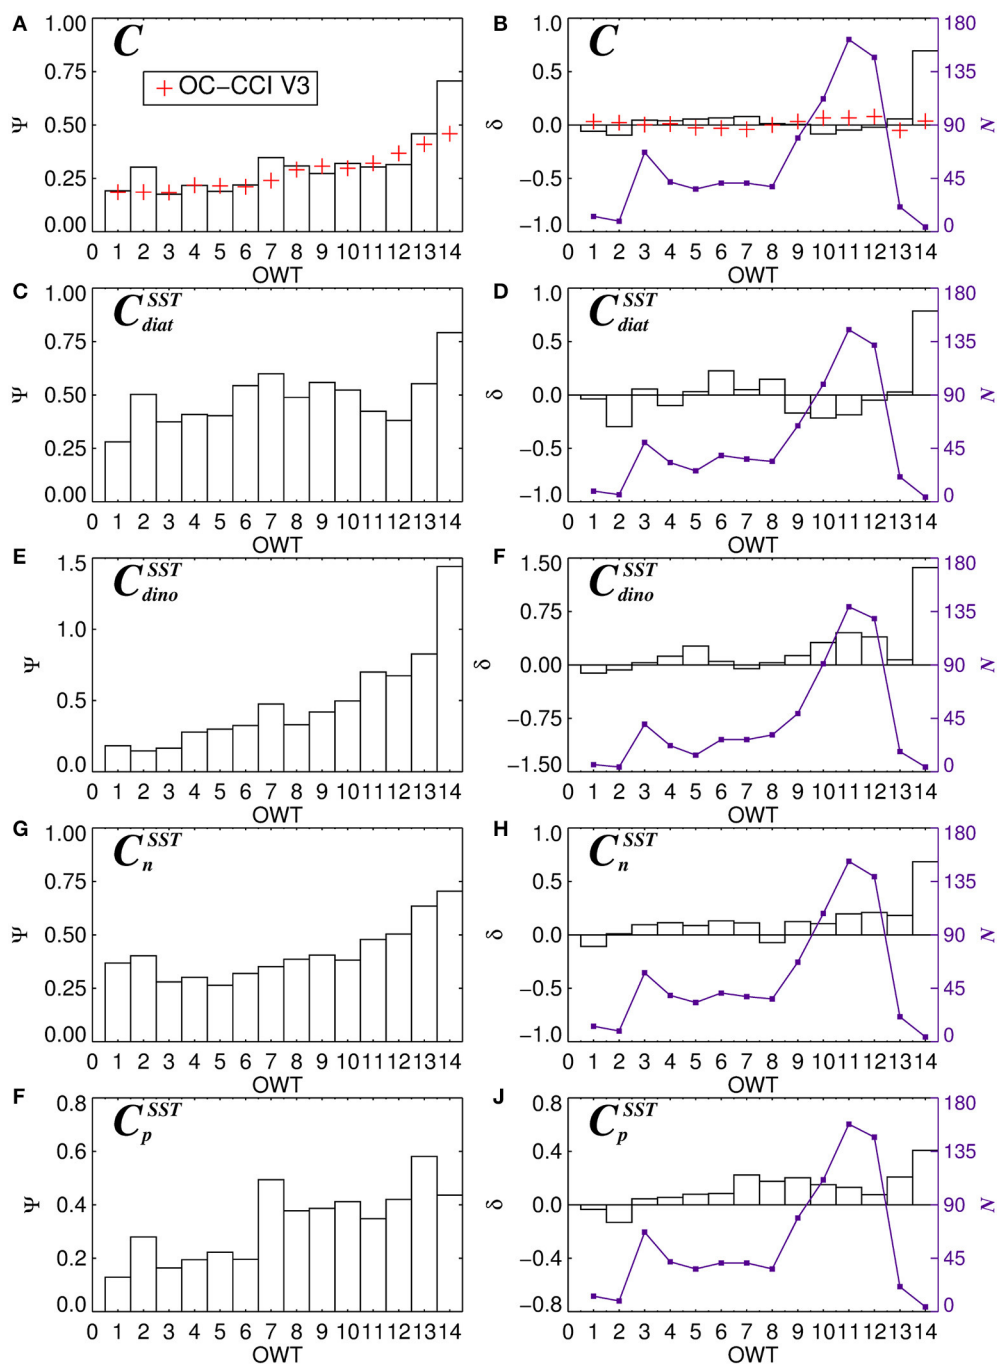 A
C
1.00
0.75
0.50
0.25
0.00
Ψ
OC−CCI V3
0 1 2 3 4 5 6 7 8 9 10 11 12 13 14
OWT
B
C
1.0
0.5
0.0
−0.5
−1.0
δ
180
135
90
45
0
N
0 1 2 3 4 5 6 7 8 9 10 11 12 13 14
OWT
C
C SST diat
1.00
0.75
0.50
0.25
0.00
Ψ
0 1 2 3 4 5 6 7 8 9 10 11 12 13 14
OWT
D
C SST diat
1.0
0.5
0.0
−0.5
−1.0
δ
180
135
90
45
0
N
0 1 2 3 4 5 6 7 8 9 10 11 12 13 14
OWT
E
C SST dino
1.5
1.0
0.5
0.0
Ψ
0 1 2 3 4 5 6 7 8 9 10 11 12 13 14
OWT
F
C SST dino
1.50
0.75
0.00
−0.75
−1.50
δ
180
135
90
45
0
N
0 1 2 3 4 5 6 7 8 9 10 11 12 13 14
OWT
G
C SST n
1.00
0.75
0.50
0.25
0.00
Ψ
0 1 2 3 4 5 6 7 8 9 10 11 12 13 14
OWT
H
C SST n
1.0
0.5
0.0
−0.5
−1.0
δ
180
135
90
45
0
N
0 1 2 3 4 5 6 7 8 9 10 11 12 13 14
OWT
F
C SST p
0.8
0.6
0.4
0.2
0.0
Ψ
0 1 2 3 4 5 6 7 8 9 10 11 12 13 14
OWT
J
C SST p
0.8
0.4
0.0
−0.4
−0.8
δ
180
135
90
45
0
N
0 1 2 3 4 5 6 7 8 9 10 11 12 13 14
OWT